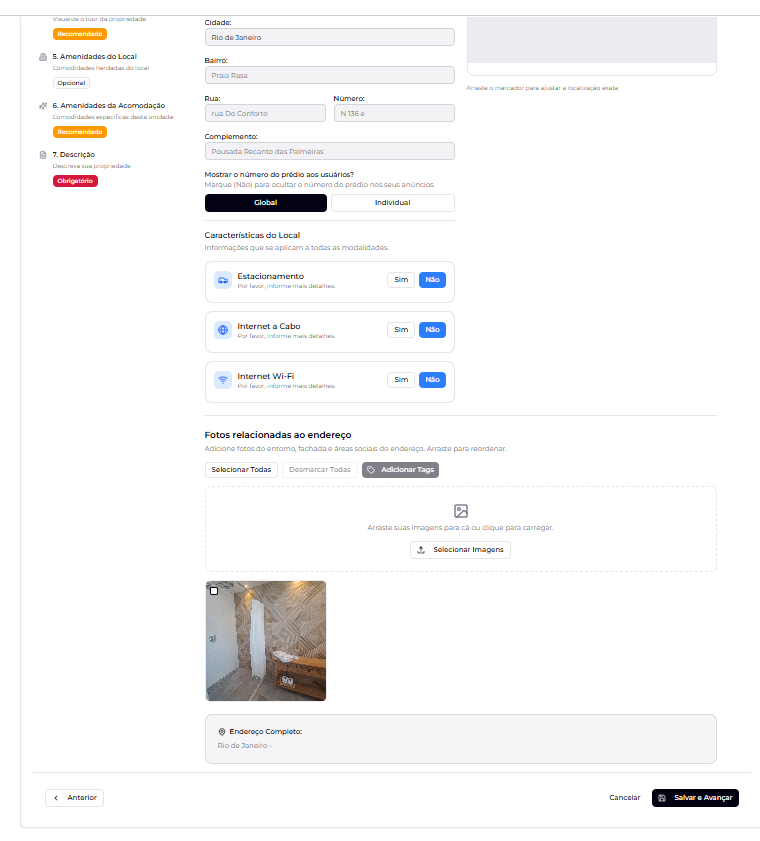 Visualize o tour da propriedade
Recomendado
5. Amenidades do Local
Comodidades herdadas do local
Opcional
6. Amenidades da Acomodação
Comodidades específicas desta unidade
Recomendado
7. Descrição
Descreva sua propriedade
Obrigatório
Cidade:
Rio de Janeiro
Bairro:
Praia Rasa
Rua:
Número:
rua Do Conforto
N 136 e
Complemento:
Pousada Recanto das Palmeiras
Mostrar o número do prédio aos usuários?
Marque (Não) para ocultar o número do prédio nos seus anúncios.
Global
Individual
Arraste o marcador para ajustar a localização exata
Características do Local
Informações que se aplicam a todas as modalidades.
Estacionamento
Por favor, informe mais detalhes.
Sim
Não
Internet a Cabo
Por favor, informe mais detalhes.
Sim
Não
Internet Wi-Fi
Por favor, informe mais detalhes.
Sim
Não
Fotos relacionadas ao endereço
Adicione fotos do entorno, fachada e áreas sociais do endereço. Arraste para reordenar.
Selecionar Todas
Desmarcar Todas
Adicionar Tags
Arraste suas imagens para cá ou clique para carregar.
Selecionar Imagens
Endereço Completo:
Rio de Janeiro -
Anterior
Cancelar
Salvar e Avançar